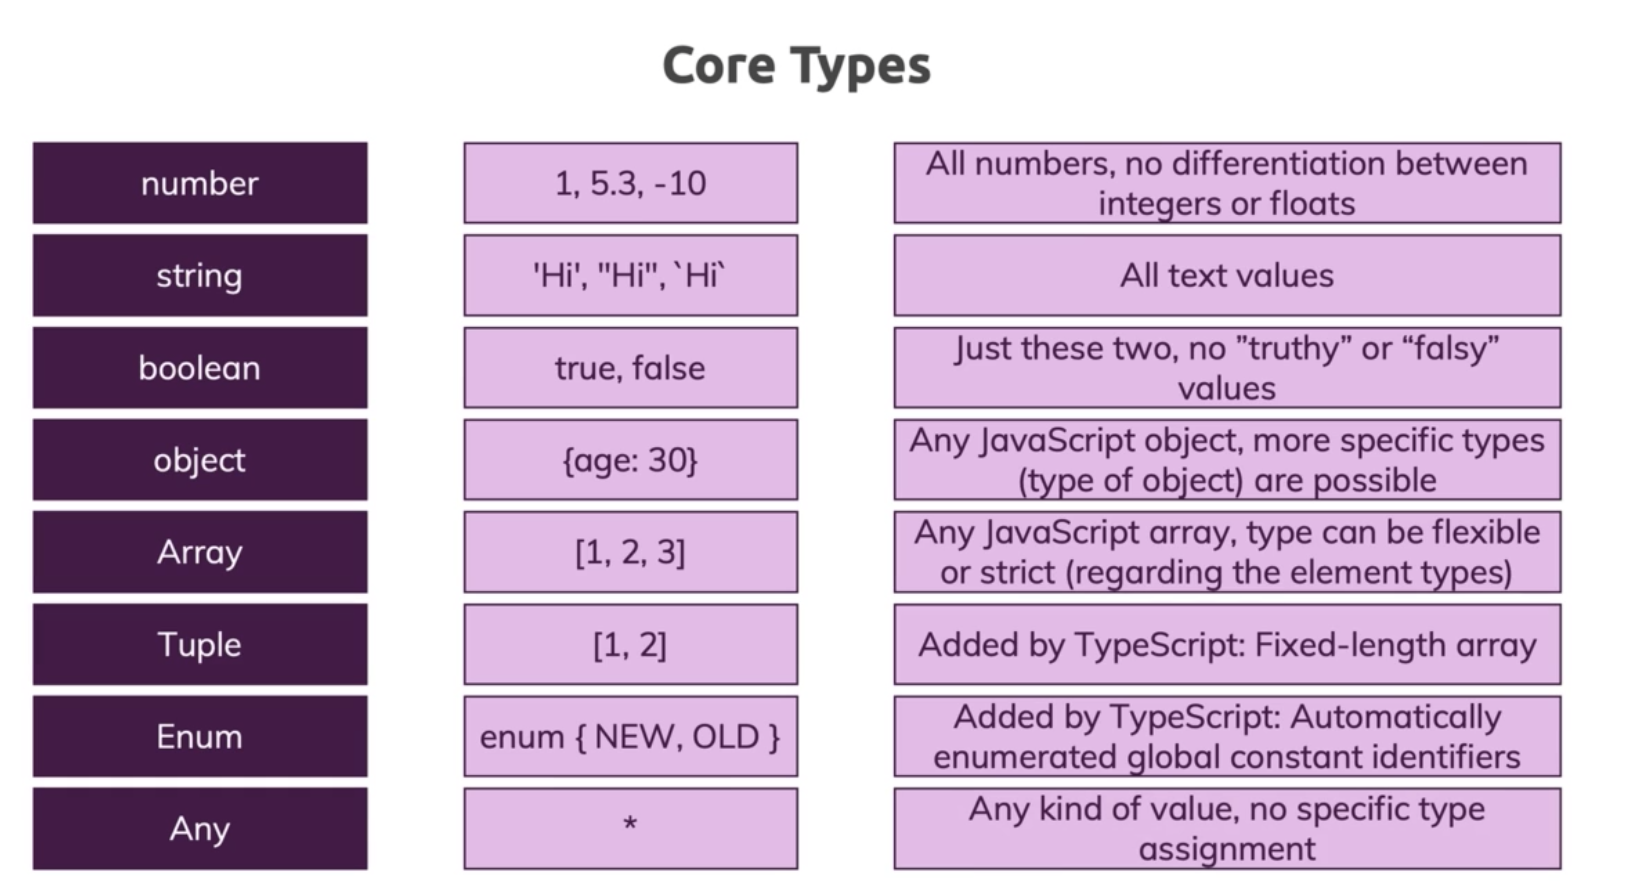 Core Types
number
1, 5.3, -10
All numbers, no differentiation between
integers or floats
string
'Hi', "Hi", `Hi`
All text values
boolean
true, false
Just these two, no ”truthy” or “falsy”
values
object
{age: 30}
Any JavaScript object, more specific types
(type of object) are possible
Array
[1, 2, 3]
Any JavaScript array, type can be flexible
or strict (regarding the element types)
Tuple
[1, 2]
Added by TypeScript: Fixed-length array
Enum
enum { NEW, OLD }
Added by TypeScript: Automatically
enumerated global constant identifiers
Any
*
Any kind of value, no specific type
assignment